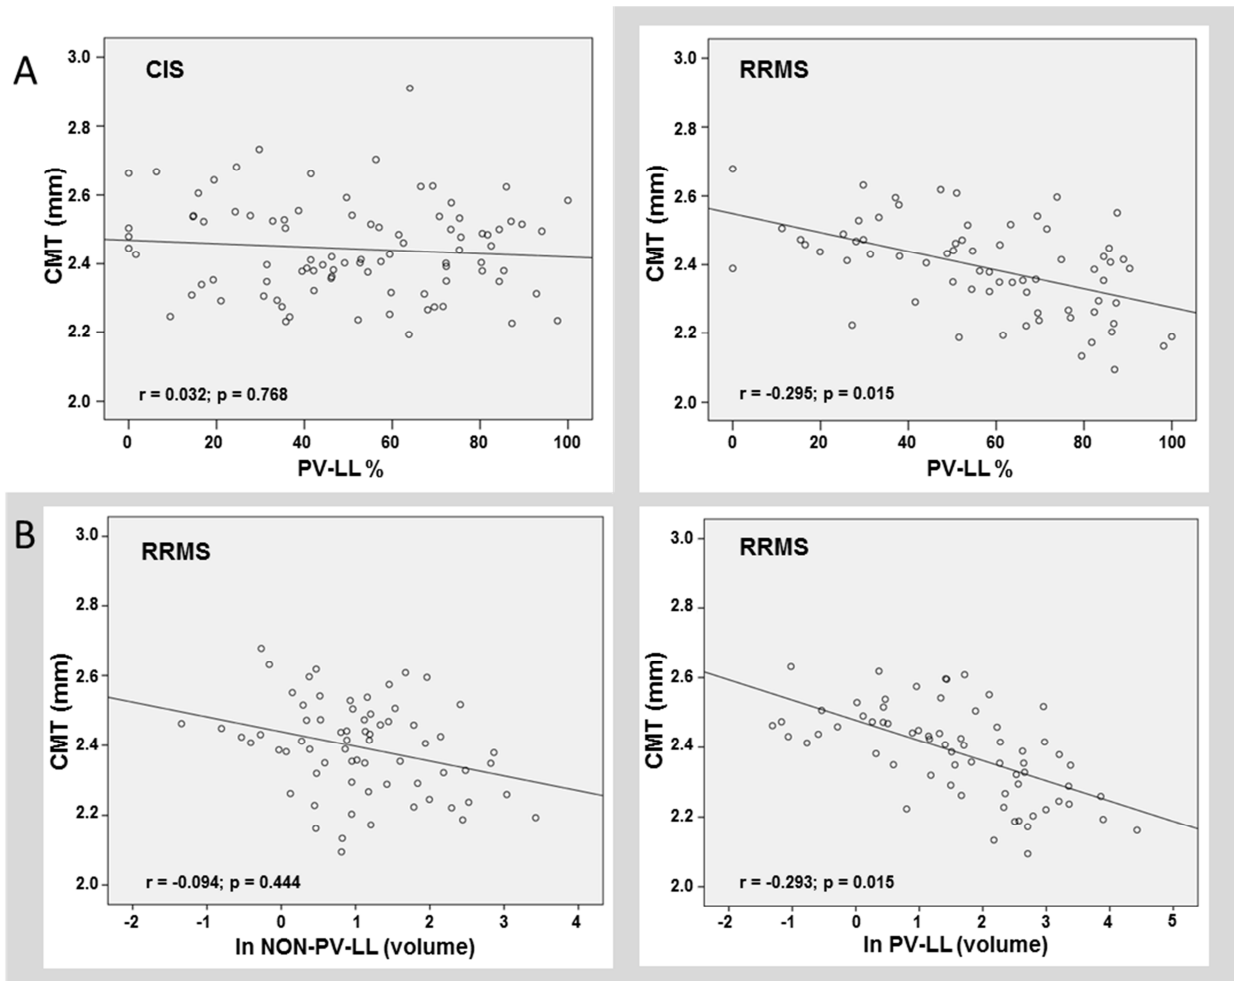 A
CIS
CMT (mm)
3.0
2.8
2.6
2.4
2.2
2.0
r = 0.032; p = 0.768
0 20 40 60 80 100
PV-LL %
RRMS
CMT (mm)
3.0
2.8
2.6
2.4
2.2
2.0
r = -0.295; p = 0.015
0 20 40 60 80 100
PV-LL %
B
RRMS
CMT (mm)
3.0
2.8
2.6
2.4
2.2
2.0
r = -0.094; p = 0.444
-2 -1 0 1 2 3 4
ln NON-PV-LL (volume)
RRMS
CMT (mm)
3.0
2.8
2.6
2.4
2.2
2.0
r = -0.293; p = 0.015
-2 -1 0 1 2 3 4 5
ln PV-LL (volume)